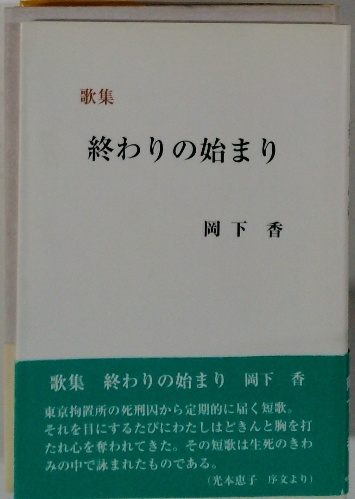 歌集
終わりの始まり
岡下 香
歌集 終わりの始まり 岡下 香
東京拘置所の死刑囚から定期的に届く短歌。
それを目にするたびにわたしはどきんと胸を打
たれ心を奪われてきた。その短歌は生死のきわ
みの中で詠まれたものである。
(光本恵子 序文より)